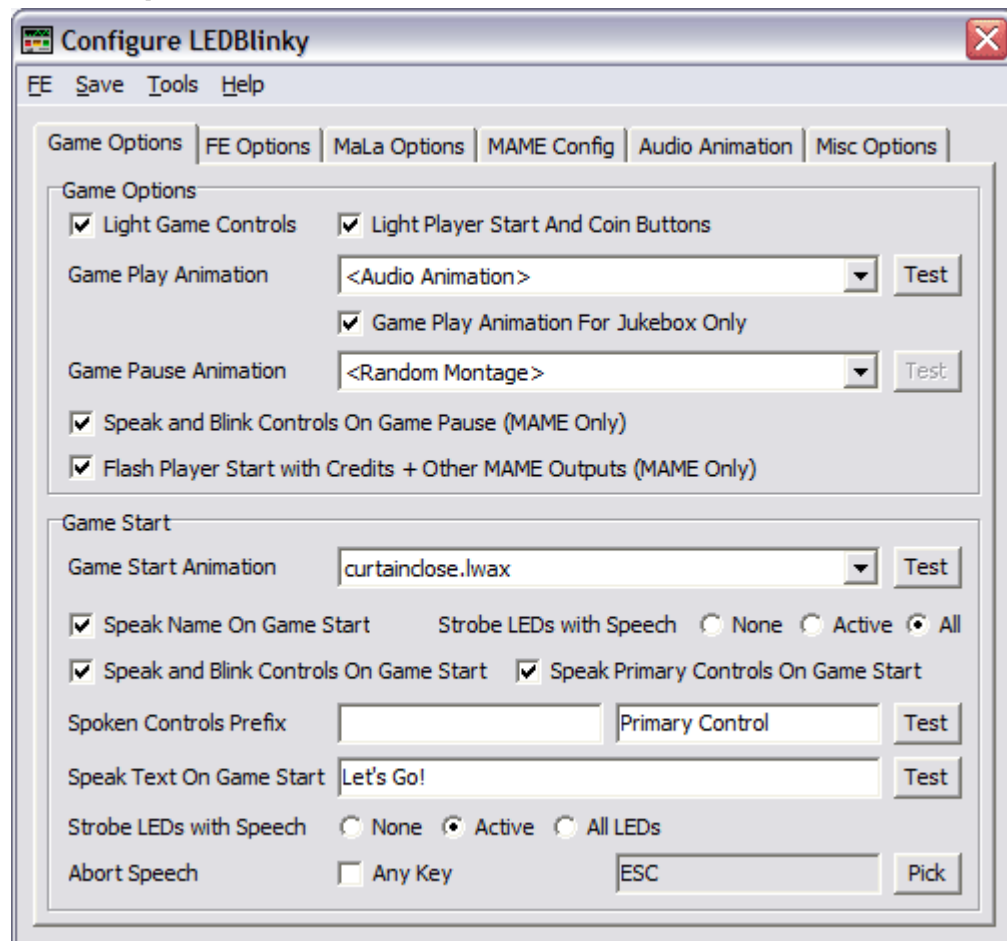 Configure LEDBlinky
FE Save Tools Help
Game Options FE Options MaLa Options MAME Config Audio Animation Misc Options
Game Options
Light Game Controls Light Player Start And Coin Buttons
Game Play Animation <Audio Animation> Test
Game Play Animation For Jukebox Only
Game Pause Animation <Random Montage> Test
Speak and Blink Controls On Game Pause (MAME Only)
Flash Player Start with Credits + Other MAME Outputs (MAME Only)
Game Start
Game Start Animation curtainclose.lwax Test
Speak Name On Game Start Strobe LEDs with Speech None Active All
Speak and Blink Controls On Game Start Speak Primary Controls On Game Start
Spoken Controls Prefix Primary Control Test
Speak Text On Game Start Let's Go! Test
Strobe LEDs with Speech None Active All LEDs
Abort Speech Any Key ESC Pick